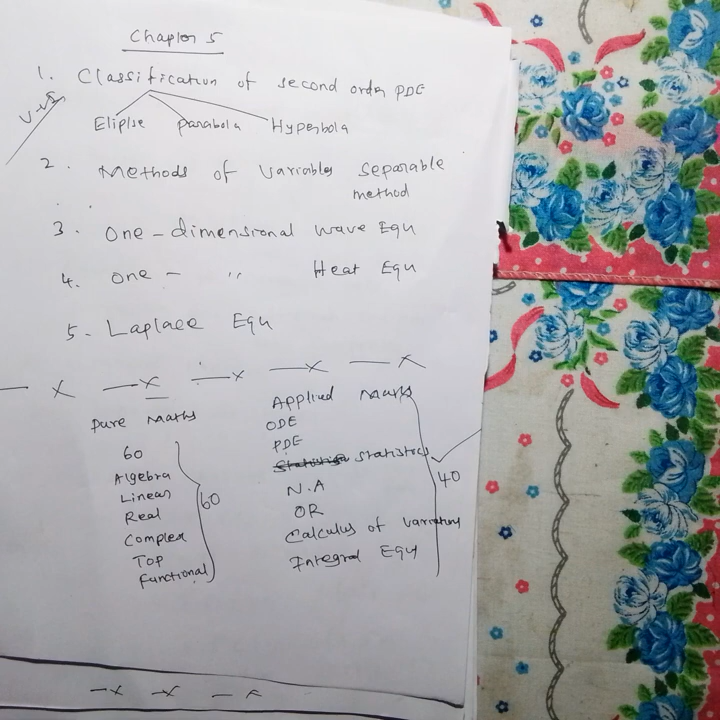 Chapter 5
1. Classification of second order PDE
Eliplse parabola Hyperbola
2. Methods of Variables Separable
method
3. One-dimensional wave Equ
4. One - " Heat Equ
5. Laplace Equ
— x — x — x — x — x
Pure Maths
60
Algebra
Linear
Real
Complex
Top
Functional
60
Applied Maths
ODE
PDE
statistics
N.A
OR
Calculus of Variations
Integral Equ
40
— x — x — x